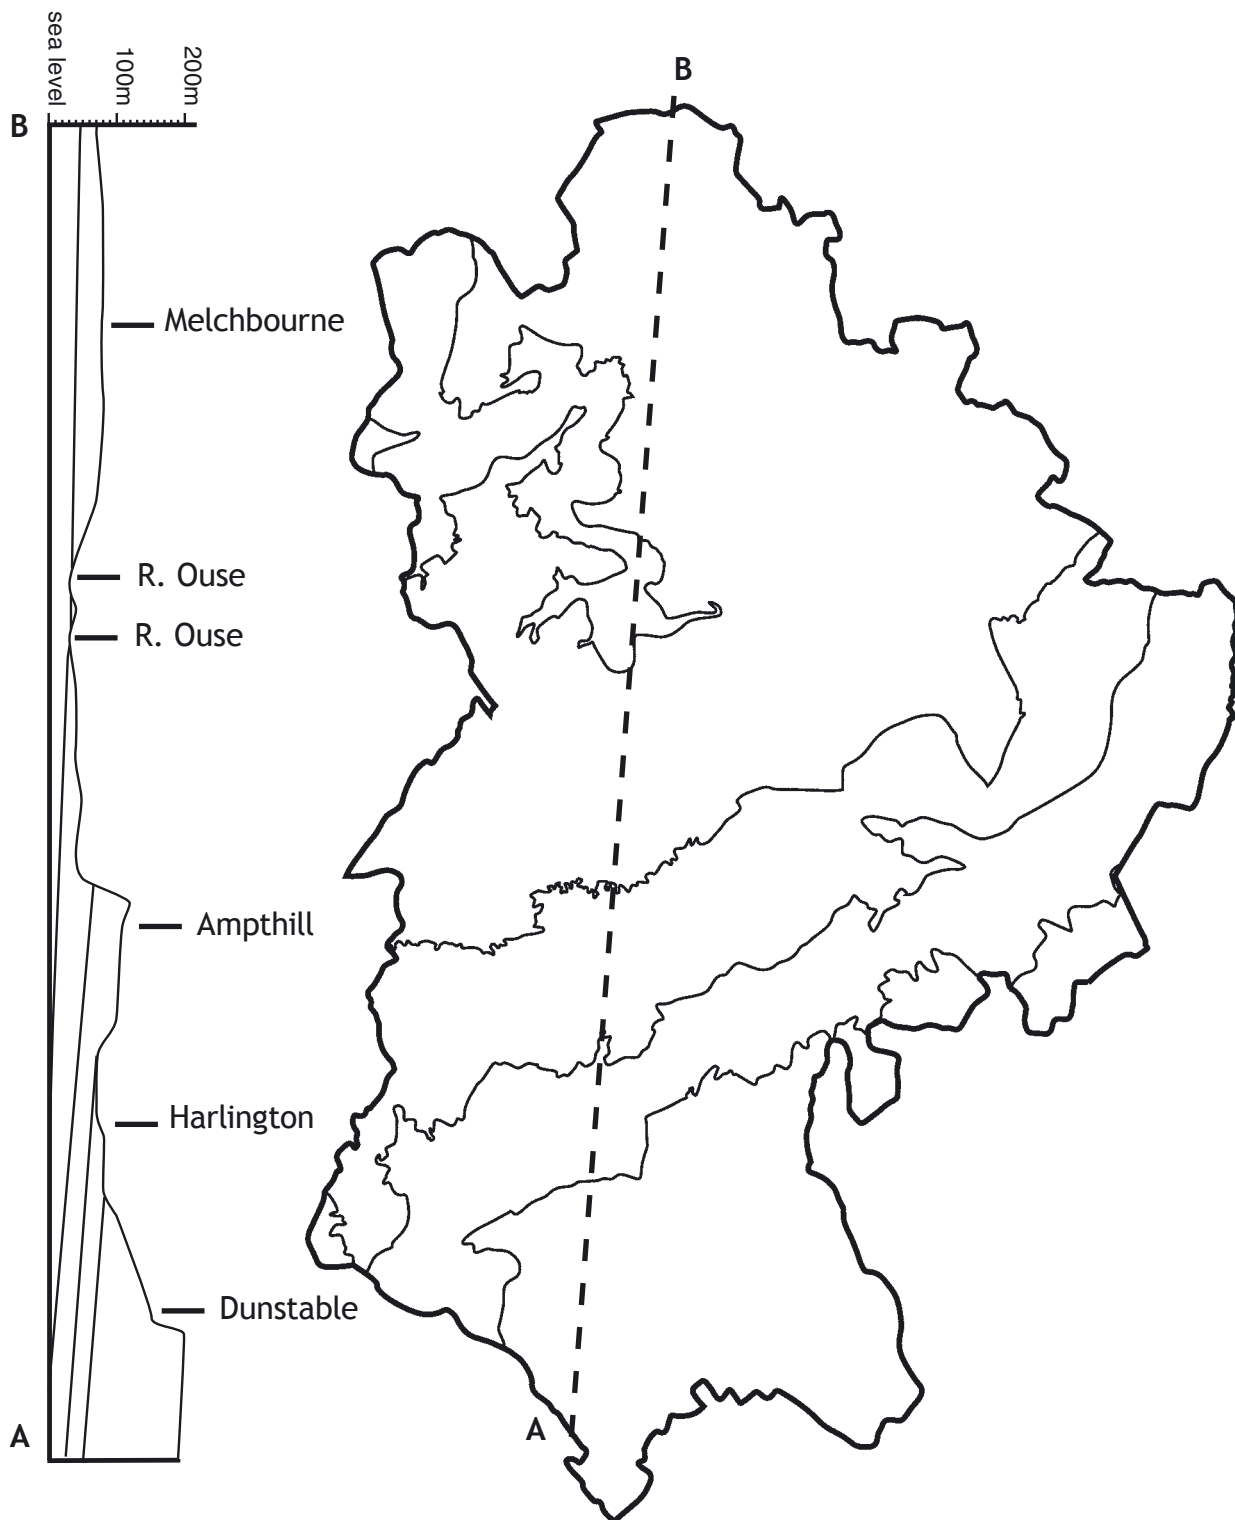 sea level
100m
200m
B
B
Melchbourne
R. Ouse
R. Ouse
Ampthill
Harlington
Dunstable
A
A